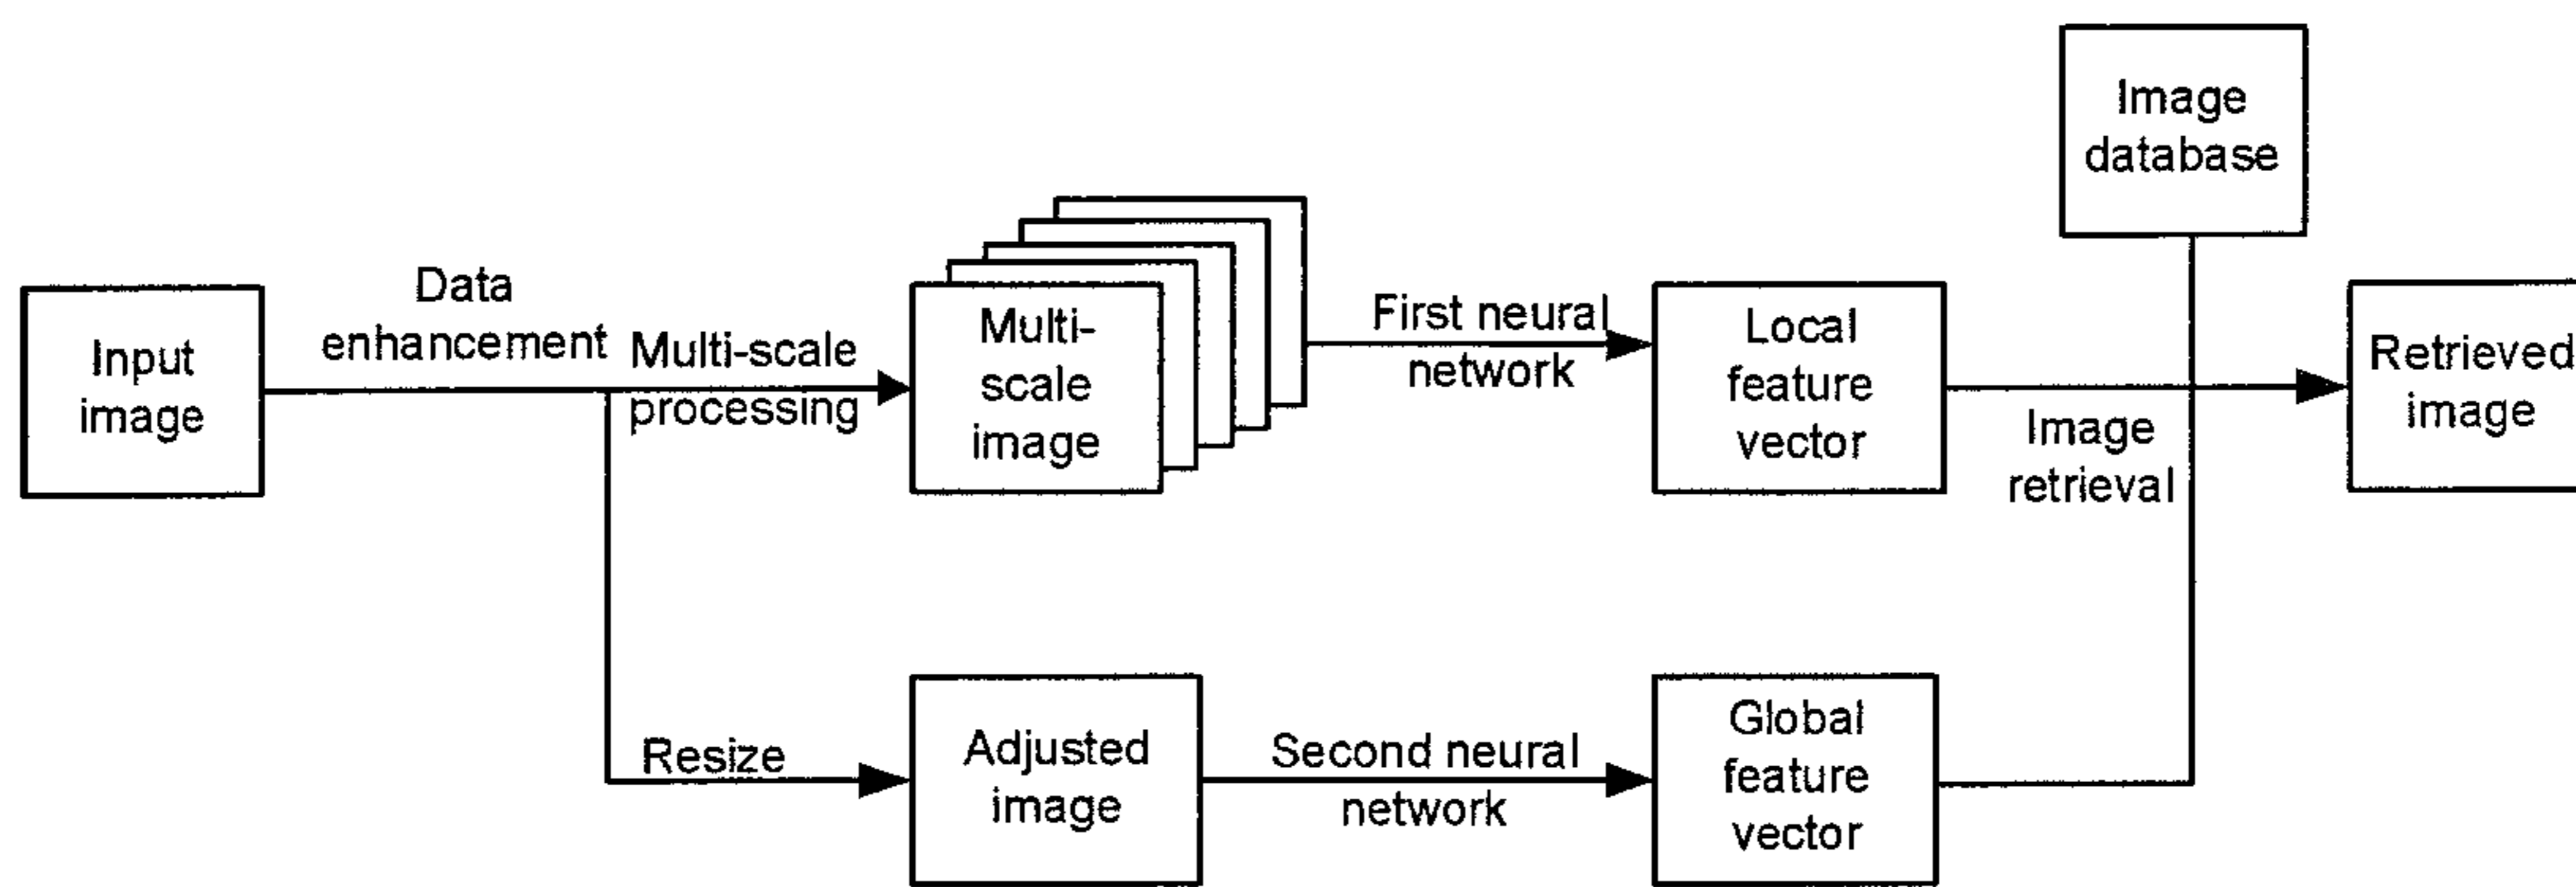 Input
image
Data
enhancement
Multi-scale
processing
Multi-
scale
image
First neural
network
Local
feature
vector
Image
retrieval
Image
database
Retrieved
image
Resize
Adjusted
image
Second neural
network
Global
feature
vector